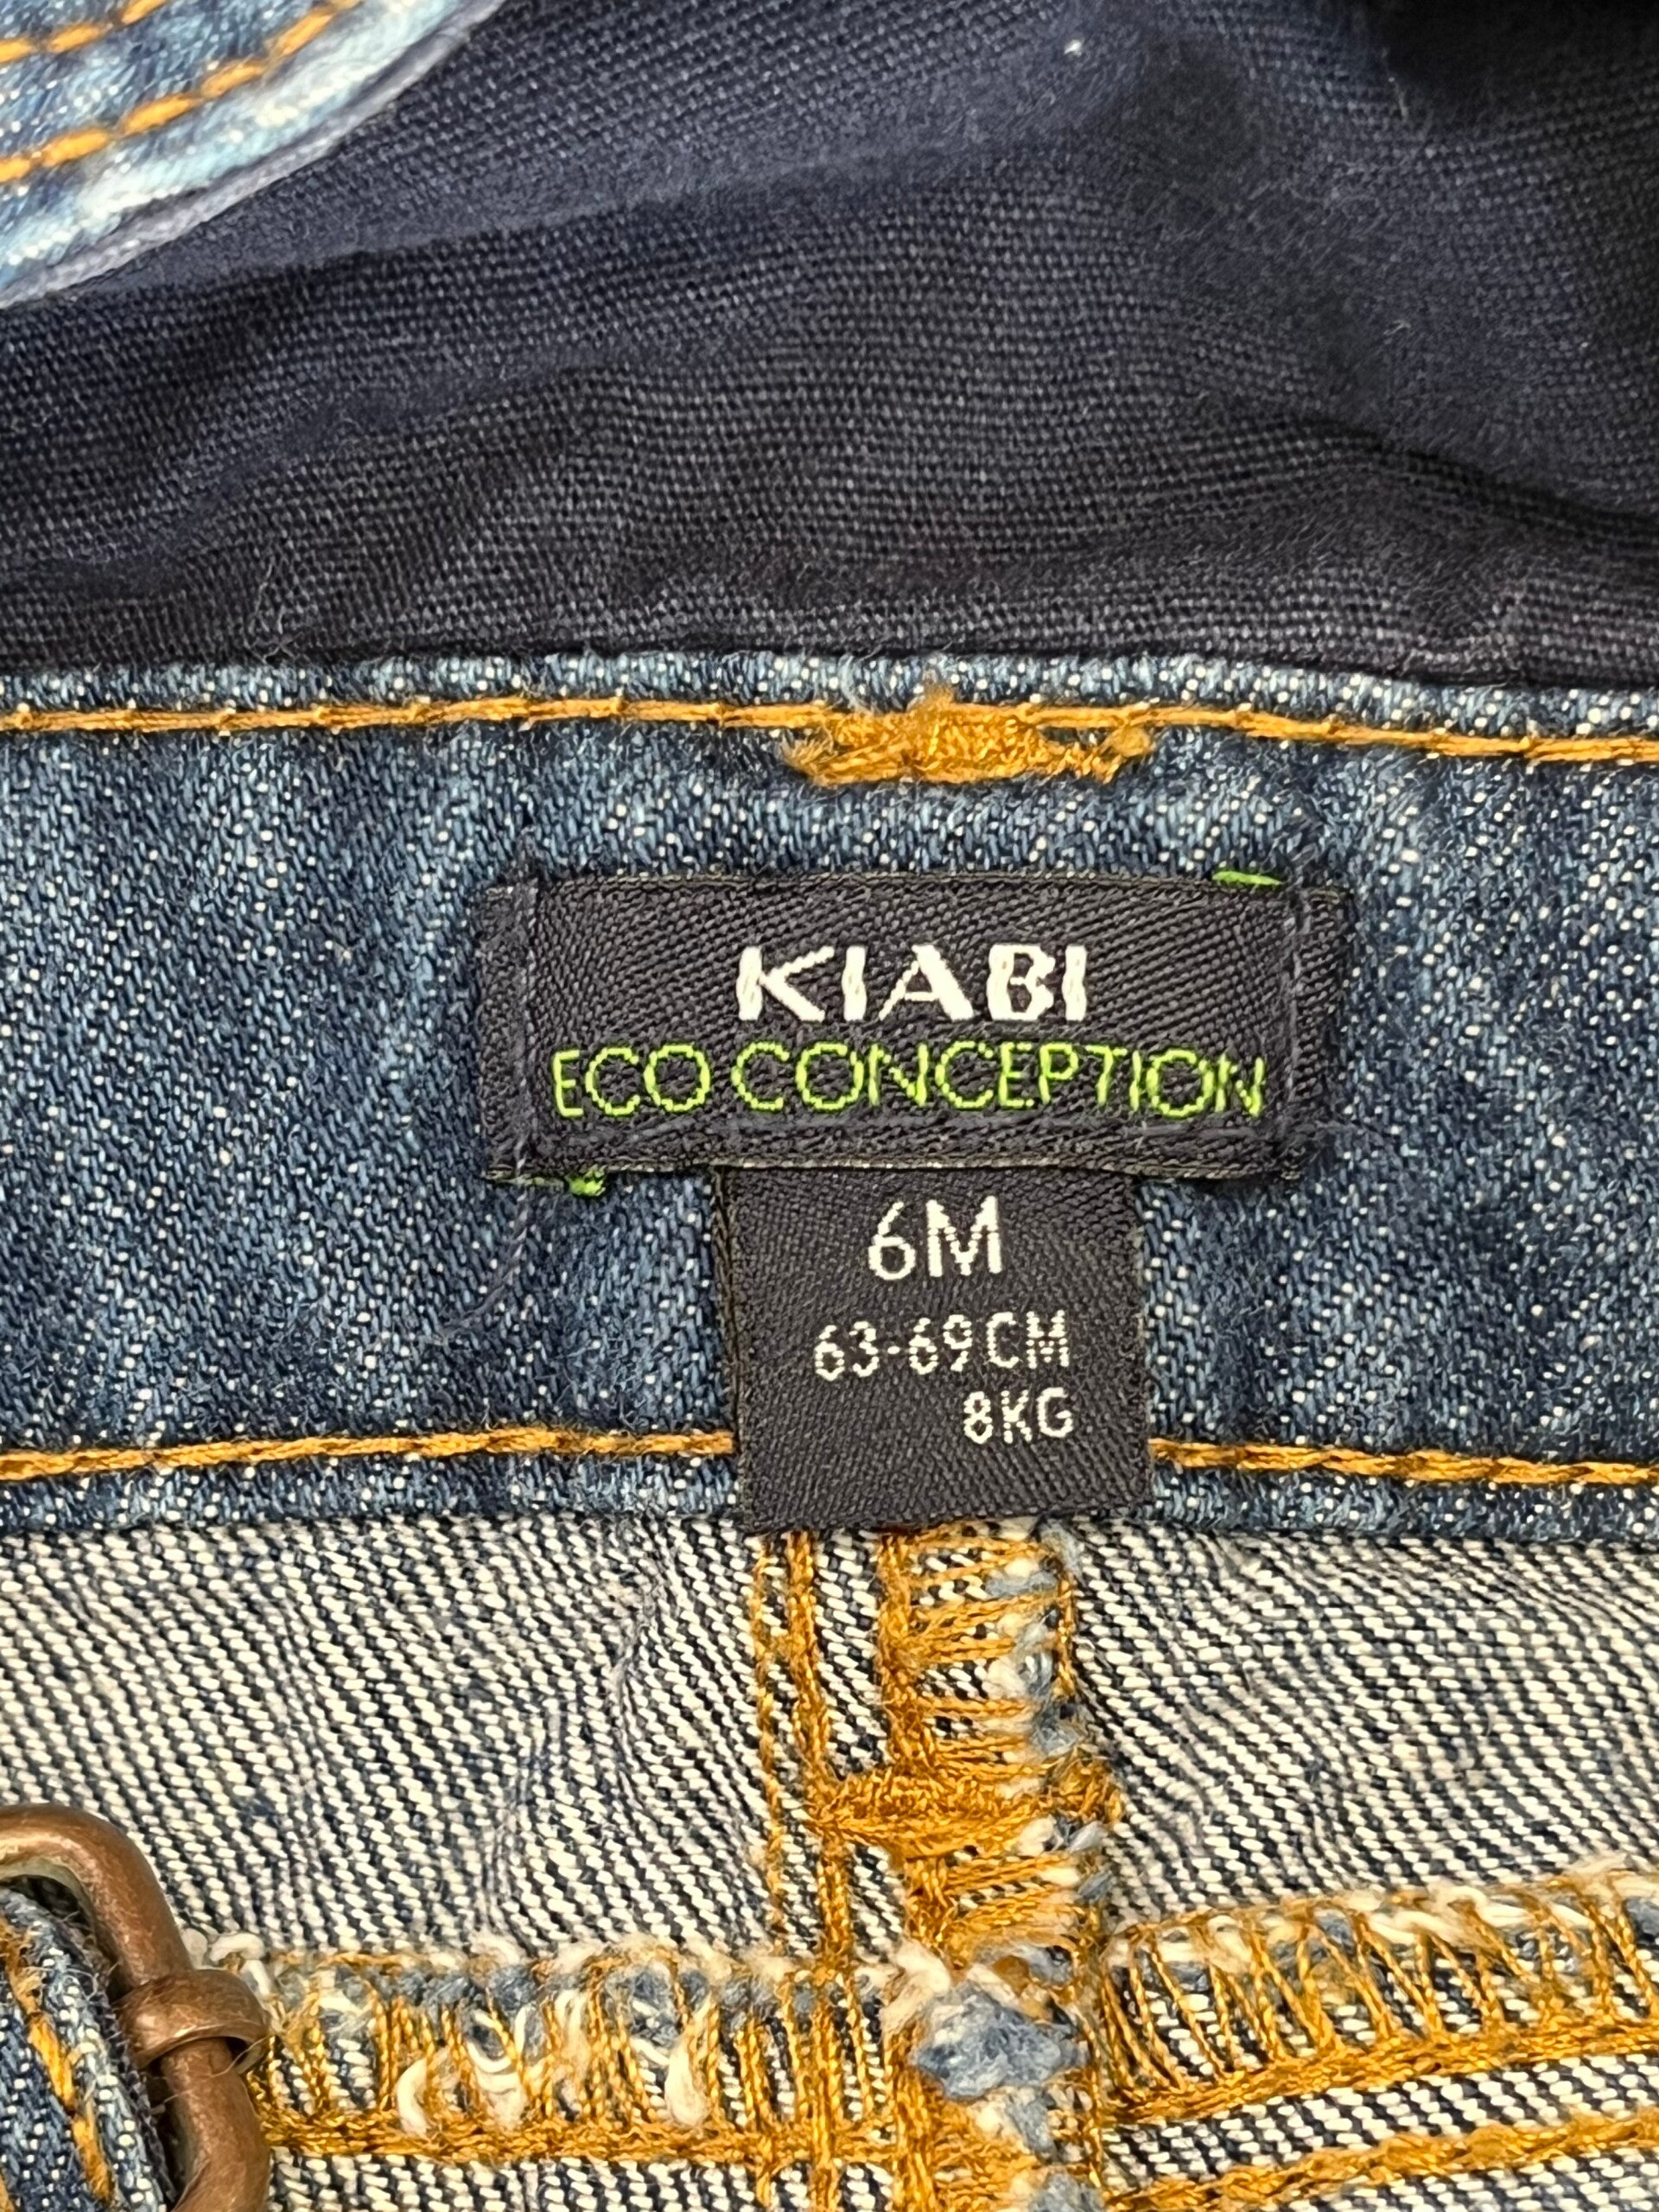 KIABI
ECO CONCEPTION
6M
63-69CM
8KG